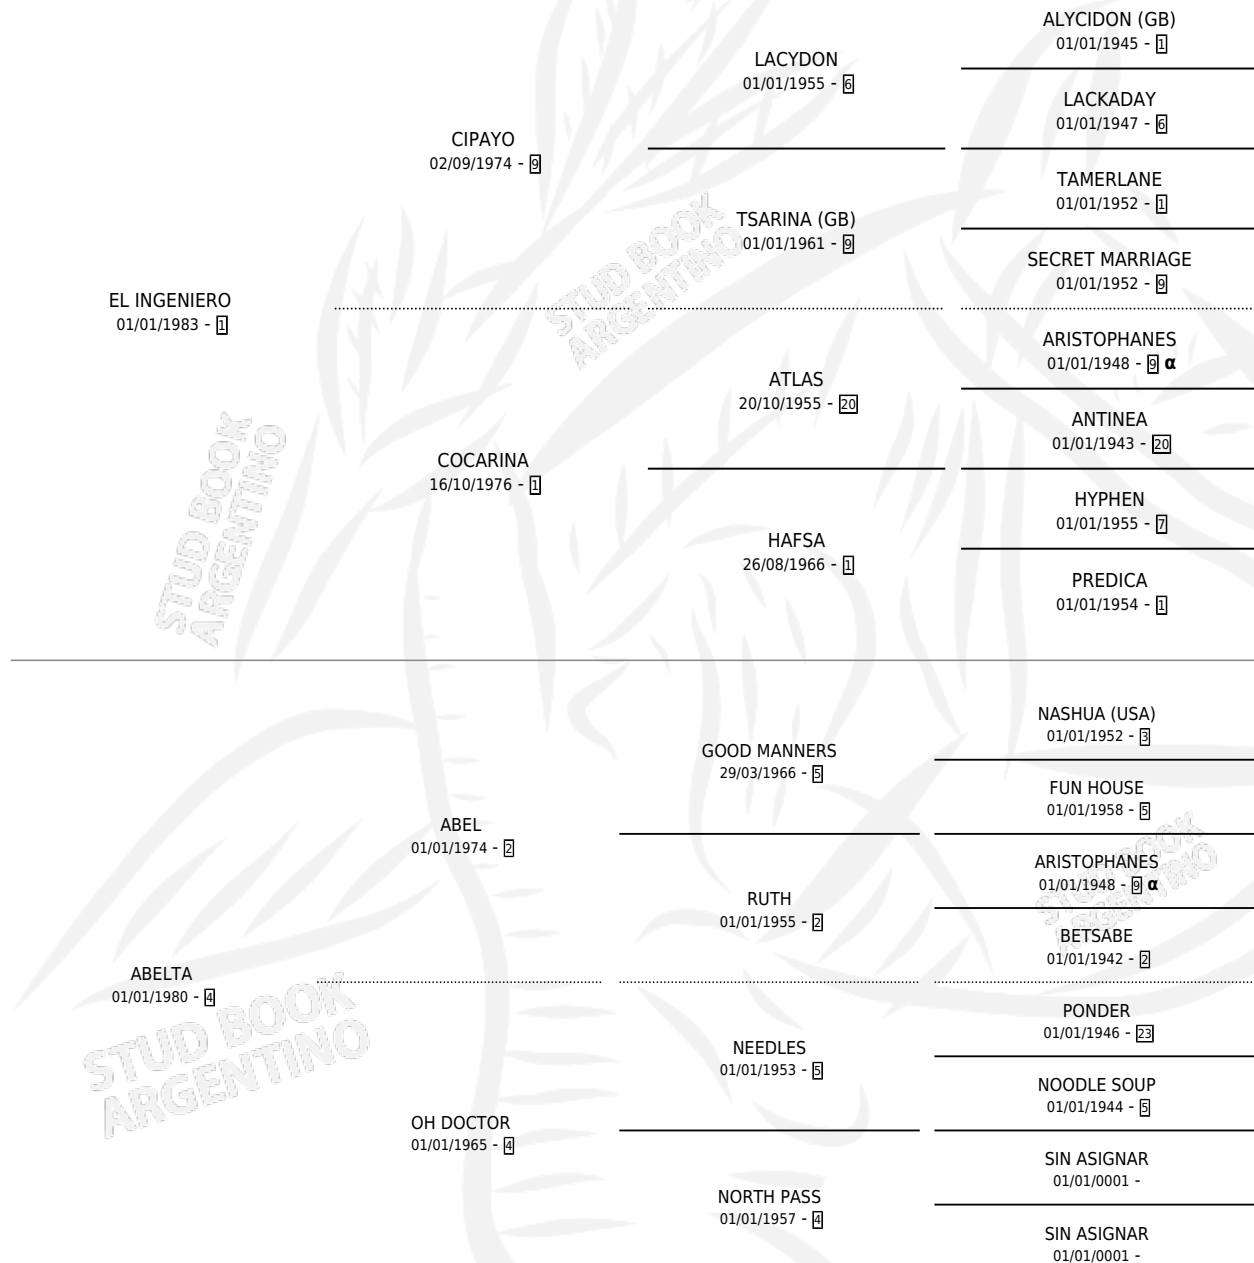 ALYCIDON (GB)
01/01/1945 - 1
LACYDON
01/01/1955 - 6
LACKADAY
01/01/1947 - 6
CIPAYO
02/09/1974 - 9
TAMERLANE
01/01/1952 - 1
TSARINA (GB)
01/01/1961 - 9
SECRET MARRIAGE
01/01/1952 - 9
EL INGENIERO
01/01/1983 - 1
ARISTOPHANES
01/01/1948 - 9 α
ATLAS
20/10/1955 - 20
ANTINEA
01/01/1943 - 20
COCARINA
16/10/1976 - 1
HYPHEN
01/01/1955 - 7
HAFSA
26/08/1966 - 1
PREDICA
01/01/1954 - 1
NASHUA (USA)
01/01/1952 - 3
GOOD MANNERS
29/03/1966 - 5
FUN HOUSE
01/01/1958 - 5
ABEL
01/01/1974 - 2
ARISTOPHANES
01/01/1948 - 9 α
RUTH
01/01/1955 - 2
BETSABE
01/01/1942 - 2
ABELTA
01/01/1980 - 4
PONDER
01/01/1946 - 23
NEEDLES
01/01/1953 - 5
NOODLE SOUP
01/01/1944 - 5
OH DOCTOR
01/01/1965 - 4
SIN ASIGNAR
01/01/0001 -
NORTH PASS
01/01/1957 - 4
SIN ASIGNAR
01/01/0001 -
STUD BOOK
ARGENTINO
STUD BOOK
ARGENTINO
STUD BOOK
ARGENTINO
STUD BOOK
ARGENTINO